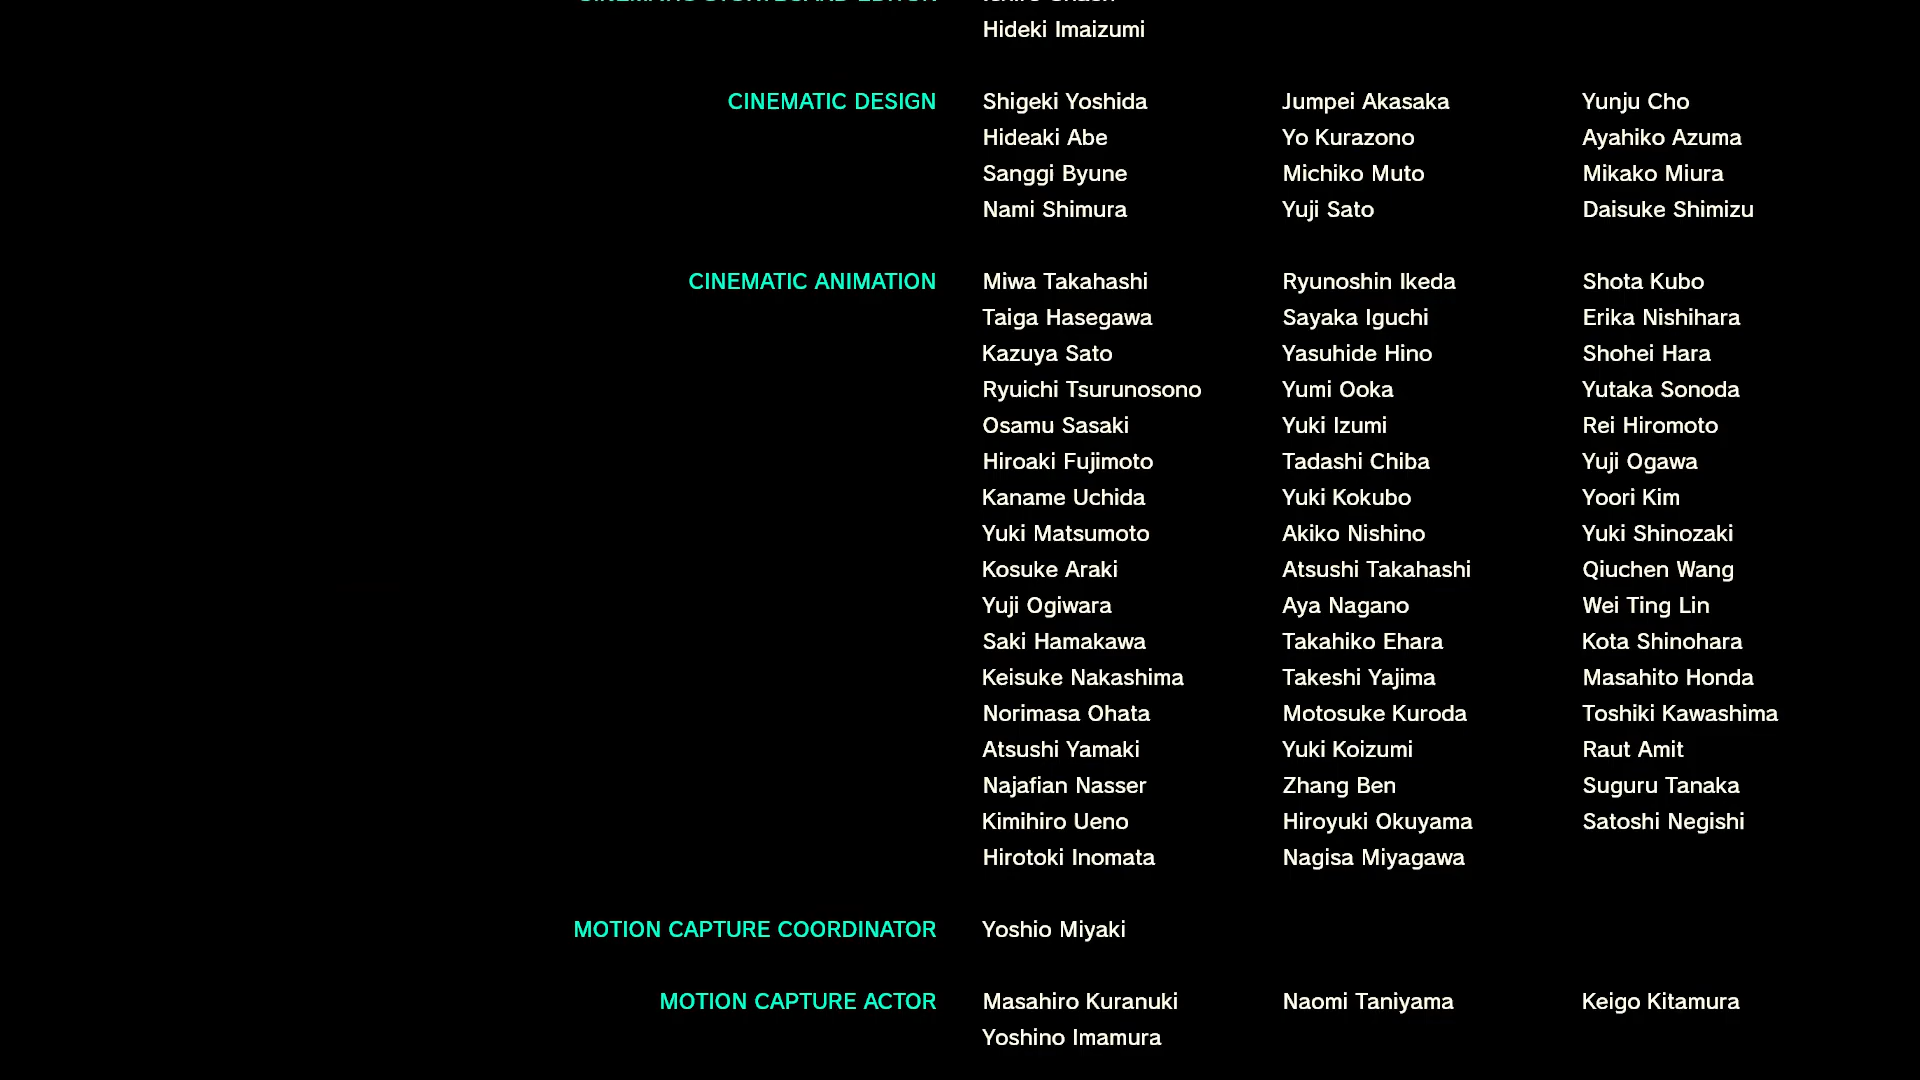 Hideki Imaizumi
CINEMATIC DESIGN Shigeki Yoshida Jumpei Akasaka Yunju Cho
Hideaki Abe Yo Kurazono Ayahiko Azuma
Sanggi Byune Michiko Muto Mikako Miura
Nami Shimura Yuji Sato Daisuke Shimizu
CINEMATIC ANIMATION Miwa Takahashi Ryunoshin Ikeda Shota Kubo
Taiga Hasegawa Sayaka Iguchi Erika Nishihara
Kazuya Sato Yasuhide Hino Shohei Hara
Ryuichi Tsurunosono Yumi Ooka Yutaka Sonoda
Osamu Sasaki Yuki Izumi Rei Hiromoto
Hiroaki Fujimoto Tadashi Chiba Yuji Ogawa
Kaname Uchida Yuki Kokubo Yoori Kim
Yuki Matsumoto Akiko Nishino Yuki Shinozaki
Kosuke Araki Atsushi Takahashi Qiuchen Wang
Yuji Ogiwara Aya Nagano Wei Ting Lin
Saki Hamakawa Takahiko Ehara Kota Shinohara
Keisuke Nakashima Takeshi Yajima Masahito Honda
Norimasa Ohata Motosuke Kuroda Toshiki Kawashima
Atsushi Yamaki Yuki Koizumi Raut Amit
Najafian Nasser Zhang Ben Suguru Tanaka
Kimihiro Ueno Hiroyuki Okuyama Satoshi Negishi
Hirotoki Inomata Nagisa Miyagawa
MOTION CAPTURE COORDINATOR Yoshio Miyaki
MOTION CAPTURE ACTOR Masahiro Kuranuki Naomi Taniyama Keigo Kitamura
Yoshino Imamura